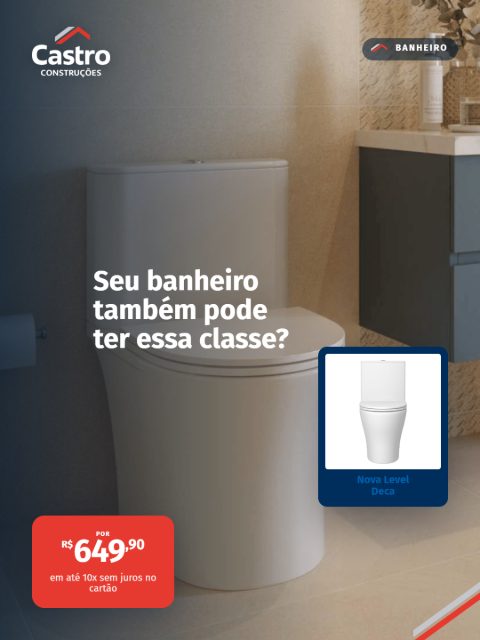 Castro
CONSTRUÇÕES
BANHEIRO
Seu banheiro
também pode
ter essa classe?
Nova Level
Deca
POR
R$649,90
em até 10x sem juros no
cartão